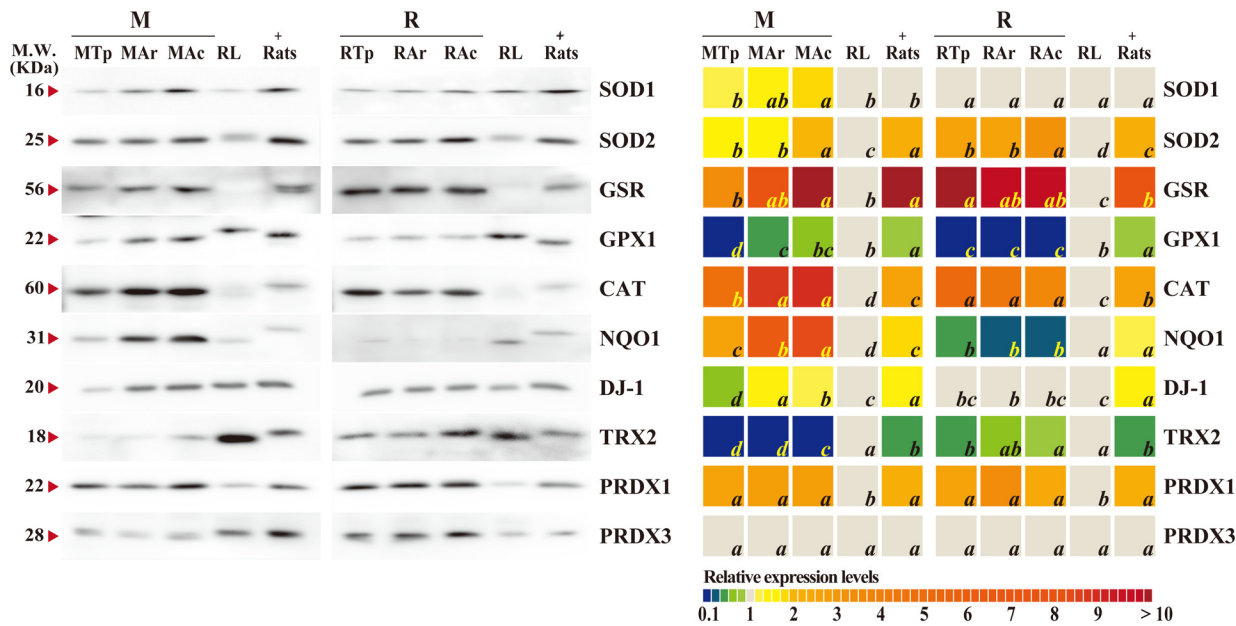 M R M R
M.W. (KDa) MTp MAr MAc RL + Rats RTp RAr RAc RL + Rats MTp MAr MAc RL + Rats RTp RAr RAc RL + Rats
16 SOD1 b ab a b b a a a a a SOD1
25 SOD2 b b a c a b b a d c SOD2
56 GSR b ab a b a a ab ab c b GSR
22 GPX1 d c bc b a c c c b a GPX1
60 CAT b a a d c a a a c b CAT
31 NQO1 c b a d c b b b a a NQO1
20 DJ-1 d a b c a bc b bc c a DJ-1
18 TRX2 d d c a b b ab a a b TRX2
22 PRDX1 a a a b a a a a b a PRDX1
28 PRDX3 a a a a a a a a a a PRDX3
Relative expression levels
0.1 1 2 3 4 5 6 7 8 9 > 10